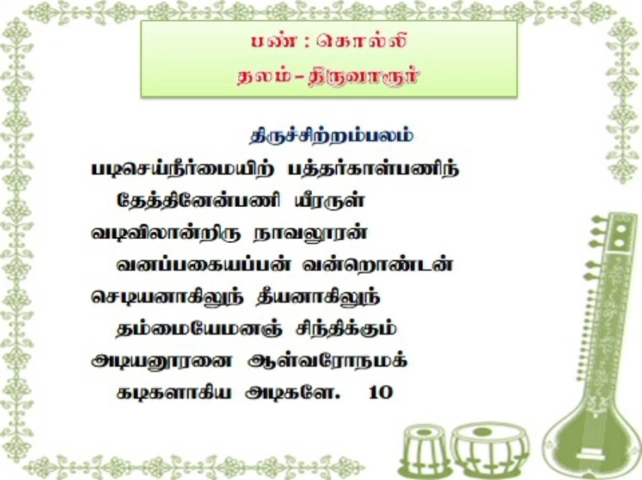 பண் : கொல்லி
தலம்-திருவாரூர்
திருச்சிற்றம்பலம்
படிசெய்நீர்மையிற் பத்தர்காள்பணிந்
தேத்தினேன்பணி யீரருள்
வடிவிலான்றிரு நாவலூரன்
வனப்பகையப்பன் வன்றொண்டன்
செடியனாகிலுந் தீயனாகிலுந்
தம்மையேமனஞ் சிந்திக்கும்
அடியனூரனை ஆள்வரோநமக்
கடிகளாகிய அடிகளே. 10